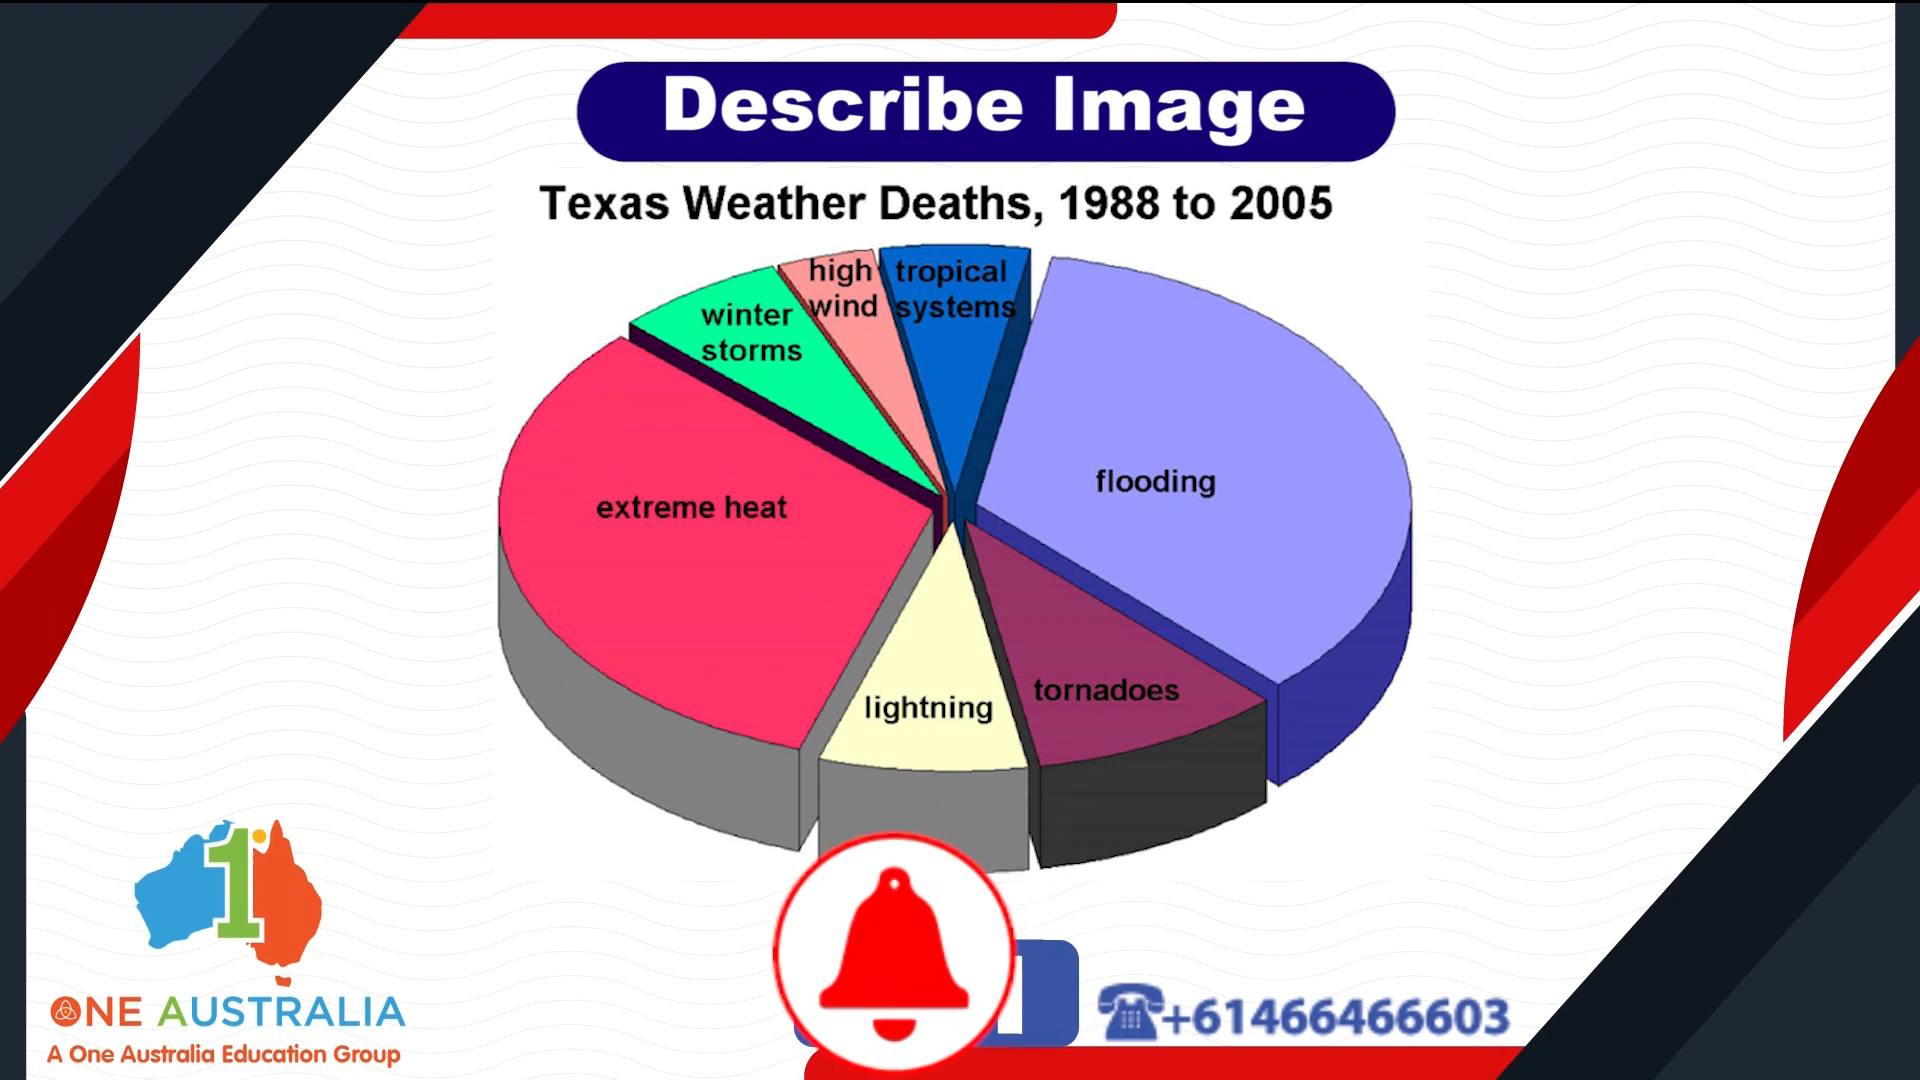 Describe Image
Texas Weather Deaths, 1988 to 2005
high
wind
tropical
systems
winter
storms
flooding
extreme heat
tornadoes
lightning
1
ONE AUSTRALIA
A One Australia Education Group
+61466466603